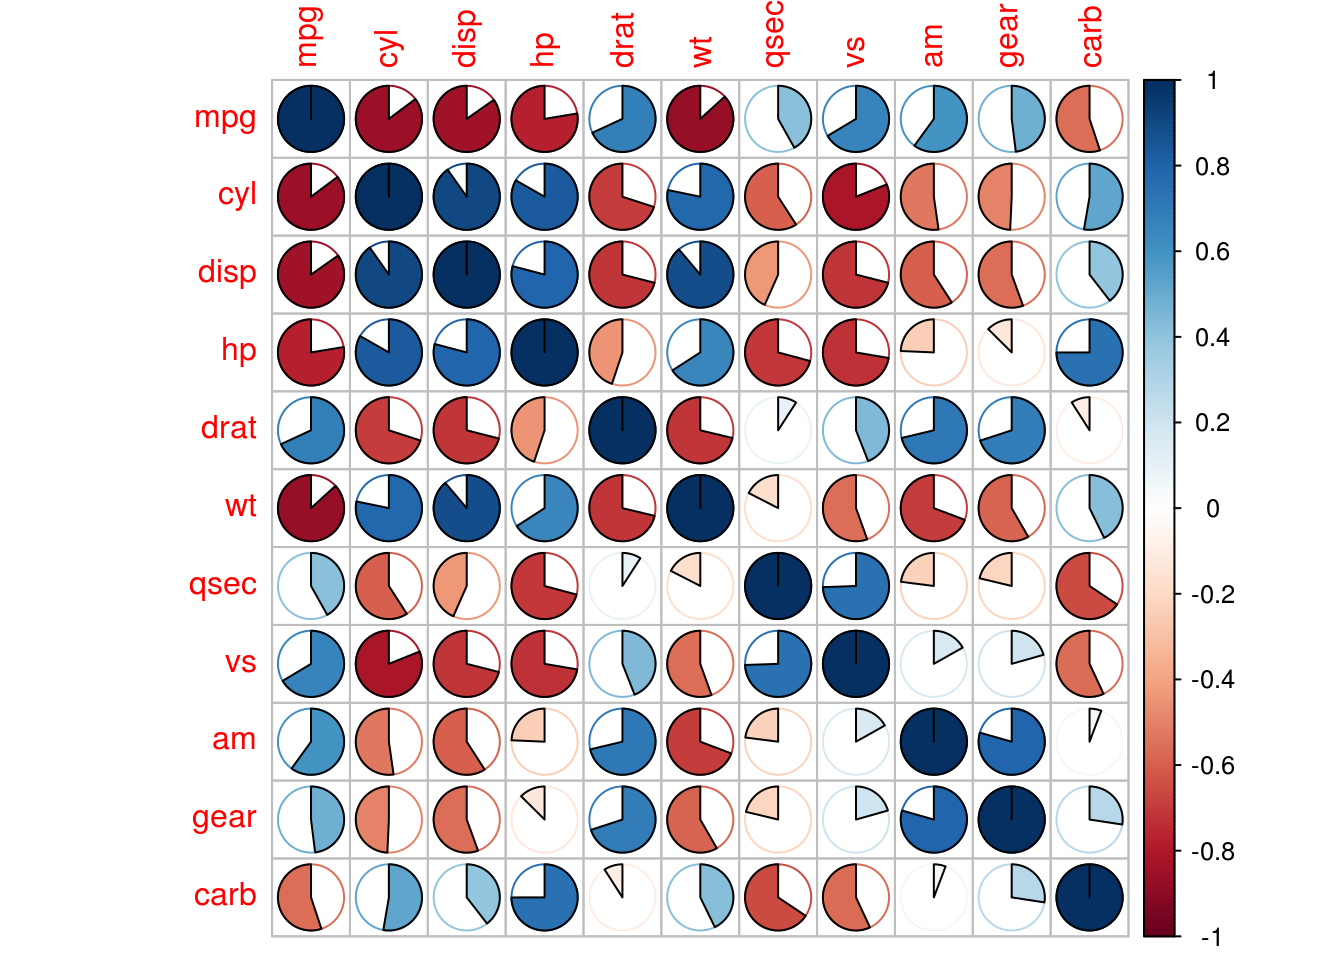 mpg cyl disp hp drat wt qsec vs am gear carb
mpg
cyl
disp
hp
drat
wt
qsec
vs
am
gear
carb
1
0.8
0.6
0.4
0.2
0
-0.2
-0.4
-0.6
-0.8
-1